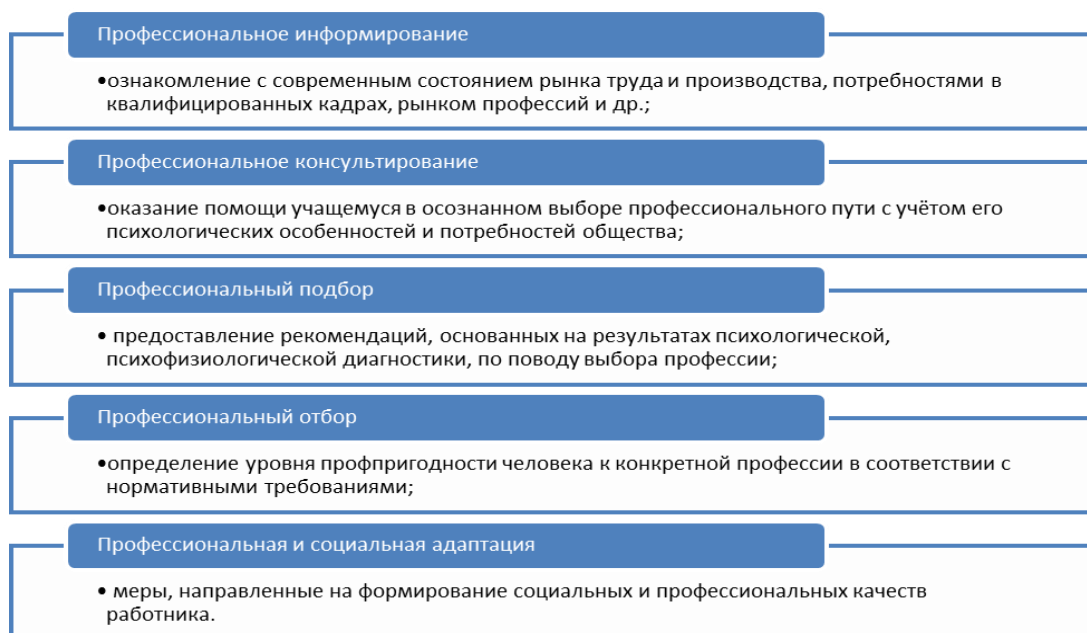 Профессиональное информирование
•ознакомление с современным состоянием рынка труда и производства, потребностями в
квалифицированных кадрах, рынком профессий и др.;
Профессиональное консультирование
•оказание помощи учащемуся в осознанном выборе профессионального пути с учётом его
психологических особенностей и потребностей общества;
Профессиональный подбор
• предоставление рекомендаций, основанных на результатах психологической,
психофизиологической диагностики, по поводу выбора профессии;
Профессиональный отбор
•определение уровня профпригодности человека к конкретной профессии в соответствии с
нормативными требованиями;
Профессиональная и социальная адаптация
• меры, направленные на формирование социальных и профессиональных качеств
работника.